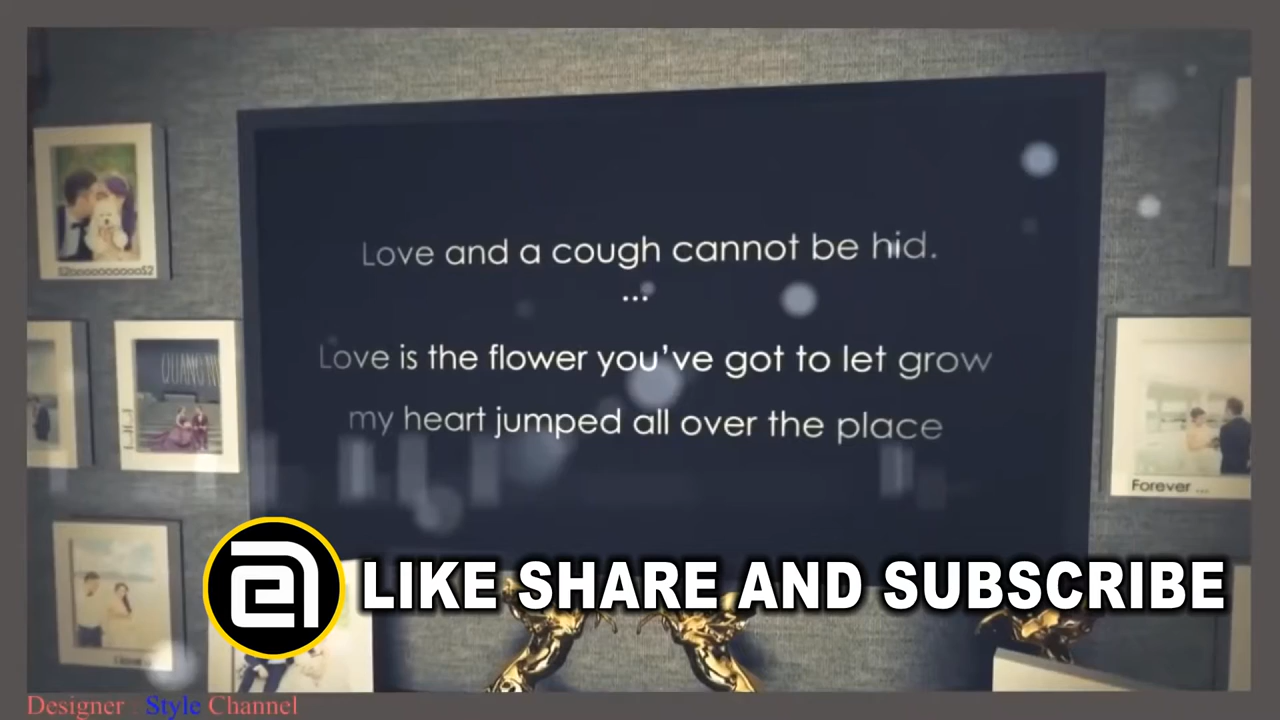 Love and a cough cannot be hid.
...
Love is the flower you've got to let grow
my heart jumped all over the place
QUANG N
Forever ...
LIKE SHARE AND SUBSCRIBE
Designer . Style Channel